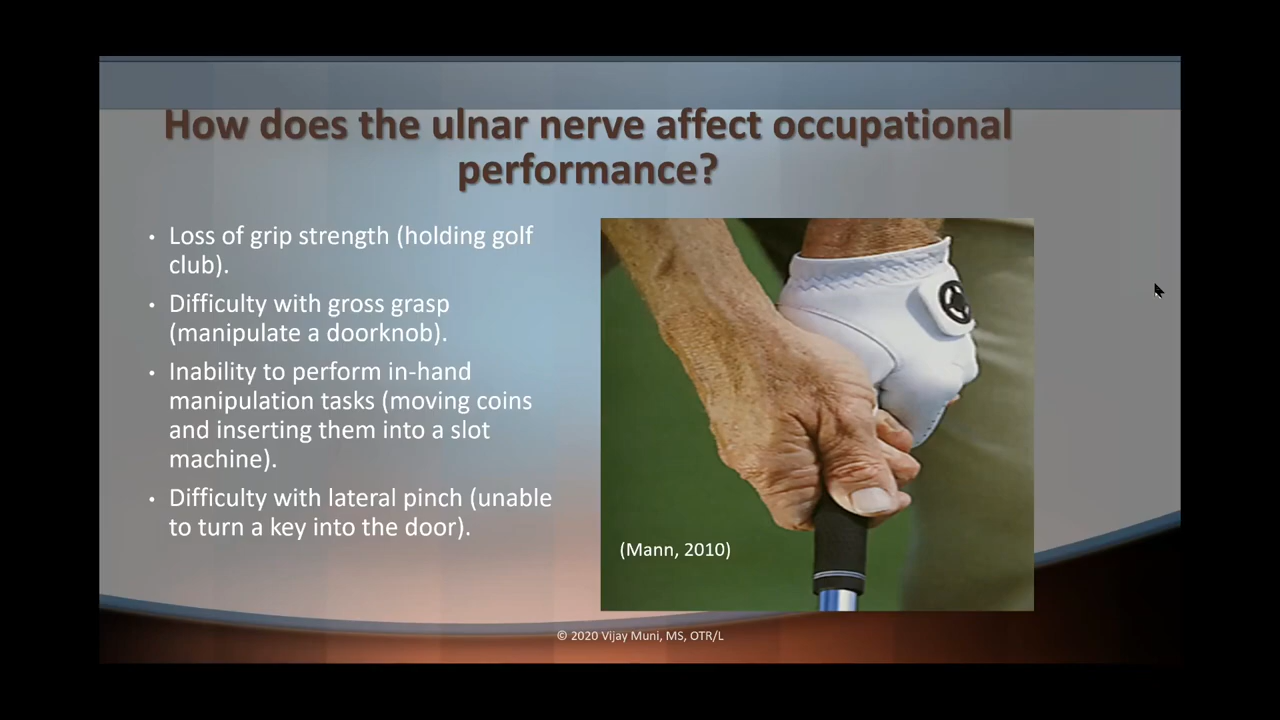 How does the ulnar nerve affect occupational
performance?
• Loss of grip strength (holding golf
club).
• Difficulty with gross grasp
(manipulate a doorknob).
• Inability to perform in-hand
manipulation tasks (moving coins
and inserting them into a slot
machine).
• Difficulty with lateral pinch (unable
to turn a key into the door).
(Mann, 2010)
© 2020 Vijay Muni, MS, OTR/L